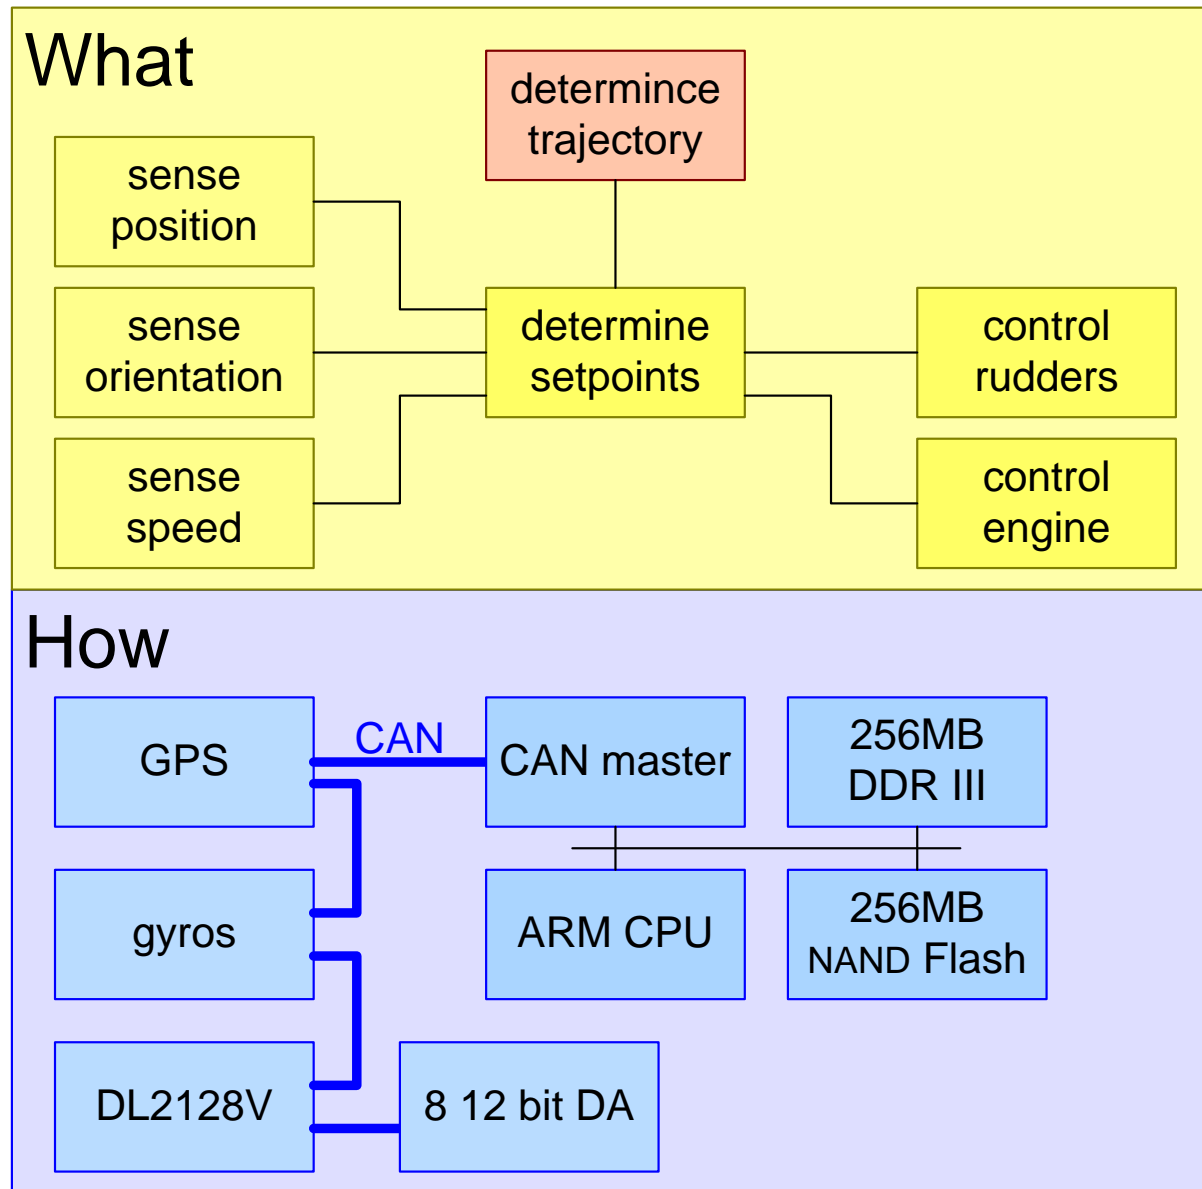 What
determince
trajectory
sense
position
sense
orientation
determine
setpoints
control
rudders
sense
speed
control
engine
How
GPS
CAN
CAN master
256MB
DDR III
gyros
ARM CPU
256MB
NAND Flash
DL2128V
8 12 bit DA